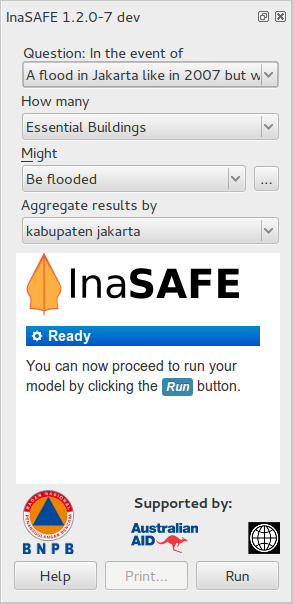 InaSAFE 1.2.0-7 dev
Question: In the event of
A flood in Jakarta like in 2007 but w
How many
Essential Buildings
Might
Be flooded
...
Aggregate results by
kabupaten jakarta
InaSAFE
Ready
You can now proceed to run your
model by clicking the Run button.
BADAN NASIONAL
PENANGGULANGAN BENCANA
BNPB
Supported by:
Australian
AID
Help
Print...
Run